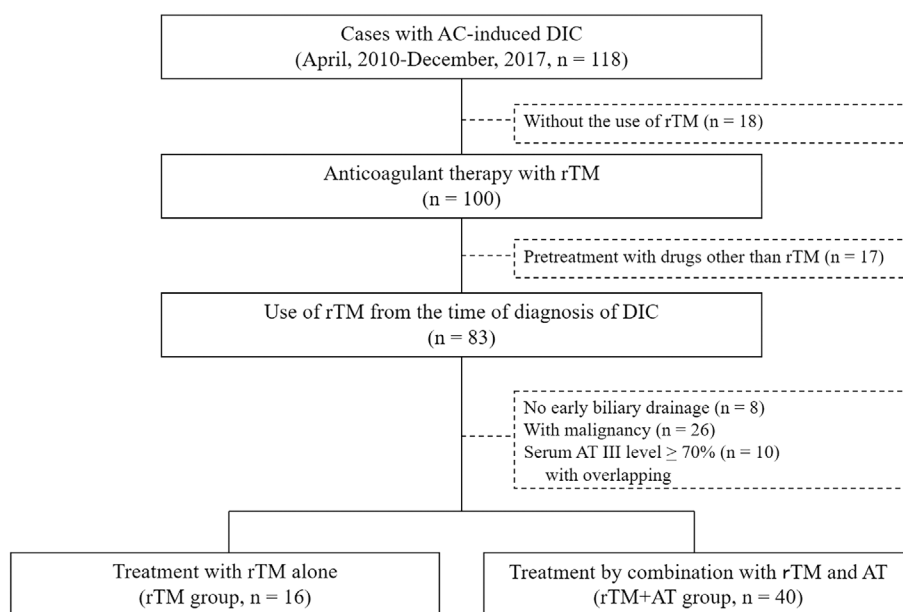 Cases with AC-induced DIC
(April, 2010-December, 2017, n = 118)
Without the use of rTM (n = 18)
Anticoagulant therapy with rTM
(n = 100)
Pretreatment with drugs other than rTM (n = 17)
Use of rTM from the time of diagnosis of DIC
(n = 83)
No early biliary drainage (n = 8)
With malignancy (n = 26)
Serum AT III level ≥ 70% (n = 10)
with overlapping
Treatment with rTM alone
(rTM group, n = 16)
Treatment by combination with rTM and AT
(rTM+AT group, n = 40)